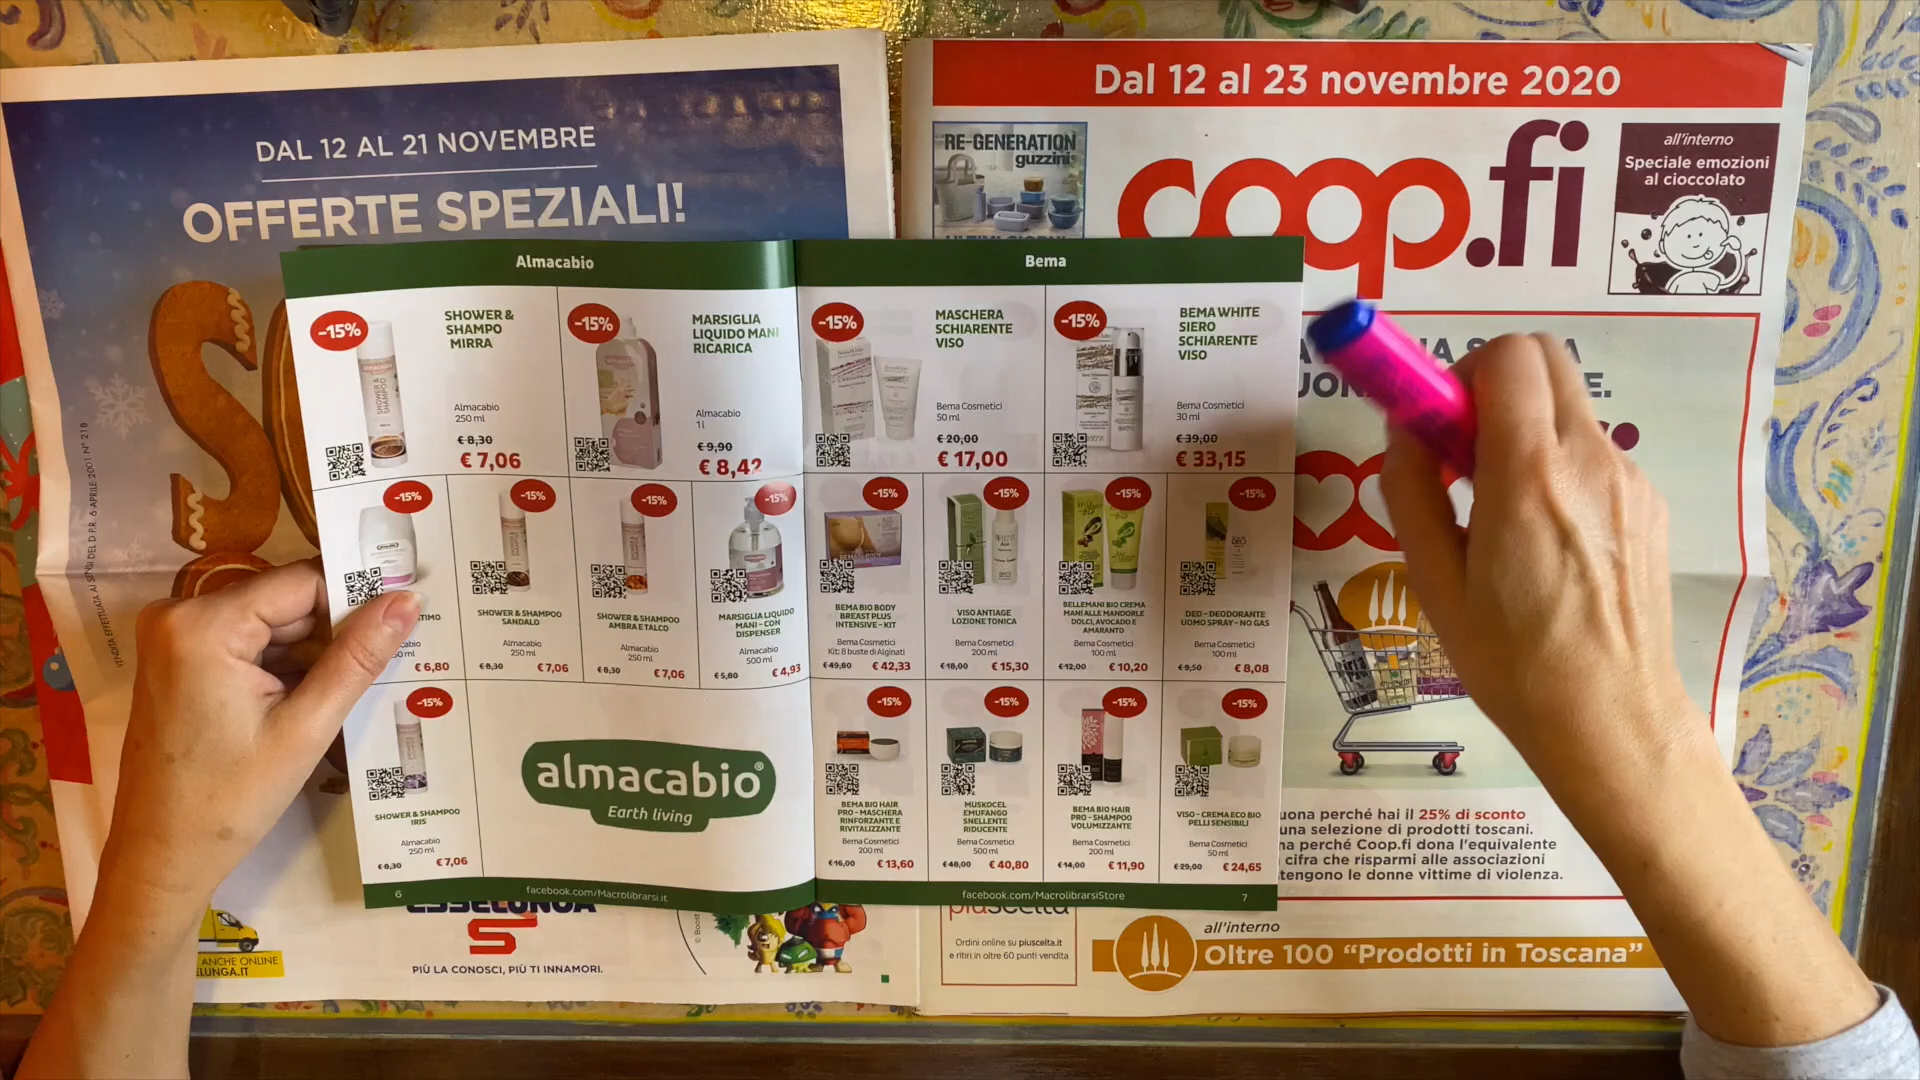 DAL 12 AL 21 NOVEMBRE
OFFERTE SPEZIALI!
VENDITA EFFETTUATA AI SENSI DEL D.P.R. 6 APRILE 2001 N° 218
ANCHE ONLINE
ESSELUNGA
S
PIÙ LA CONOSCI, PIÙ TI INNAMORI.
Dal 12 al 23 novembre 2020
RE-GENERATION
guzzini
coop.fi
all'interno
Speciale emozioni
al cioccolato
uona perché hai il 25% di sconto
una selezione di prodotti toscani.
perché Coop.fi dona l'equivalente
cifra che risparmi alle associazioni
tengono le donne vittime di violenza.
piùscelta
Ordini online su piuscelta.it
e ritiri in oltre 60 punti vendita
all'interno
Oltre 100 “Prodotti in Toscana”
Almacabio
-15%
SHOWER &
SHAMPO
MIRRA
Almacabio
250 ml
€ 8,30
€ 7,06
-15%
MARSIGLIA
LIQUIDO MANI
RICARICA
Almacabio
1 l
€ 9,90
€ 8,42
-15%
€ 6,80
-15%
SHOWER & SHAMPOO
SANDALO
Almacabio
250 ml
€ 8,30 € 7,06
-15%
SHOWER & SHAMPOO
AMBRA E TALCO
Almacabio
250 ml
€ 8,30 € 7,06
-15%
MARSIGLIA LIQUIDO
MANI - CON
DISPENSER
Almacabio
500 ml
€ 5,80 € 4,93
-15%
SHOWER & SHAMPOO
IRIS
Almacabio
250 ml
€ 8,30 € 7,06
almacabio®
Earth living
6
facebook.com/Macrolibrarsi.it
Bema
-15%
MASCHERA
SCHIARENTE
VISO
Bema Cosmetici
50 ml
€ 20,00
€ 17,00
-15%
BEMA WHITE
SIERO
SCHIARENTE
VISO
Bema Cosmetici
30 ml
€ 39,00
€ 33,15
-15%
BEMA BIO BODY
BREAST PLUS
INTENSIVE - KIT
Bema Cosmetici
Kit: 8 buste di Alginati
€ 49,80 € 42,33
-15%
VISO ANTIAGE
LOZIONE TONICA
Bema Cosmetici
200 ml
€ 18,00 € 15,30
-15%
BELLEMANI BIO CREMA
MANI ALLE MANDORLE
DOLCI, AVOCADO E
AMARANTO
Bema Cosmetici
100 ml
€ 12,00 € 10,20
-15%
DEO - DEODORANTE
UOMO SPRAY - NO GAS
Bema Cosmetici
100 ml
€ 9,50 € 8,08
-15%
BEMA BIO HAIR
PRO - MASCHERA
RINFORZANTE E
RIVITALIZZANTE
Bema Cosmetici
200 ml
€ 16,00 € 13,60
-15%
MUSKOCEL
EMUFANGO
SNELLENTE
RIDUCENTE
Bema Cosmetici
500 ml
€ 48,00 € 40,80
-15%
BEMA BIO HAIR
PRO - SHAMPOO
VOLUMIZZANTE
Bema Cosmetici
200 ml
€ 14,00 € 11,90
-15%
VISO - CREMA ECO BIO
PELLI SENSIBILI
Bema Cosmetici
50 ml
€ 29,00 € 24,65
facebook.com/MacrolibrarsiStore
7